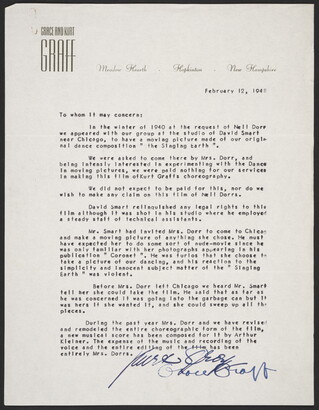 GRACE AND KURT
GRAFF
Meadow Hearth - Hopkinton - New Hampshire
February 12, 1948
To whom it may concern:
In the winter of 1940 at the request of Nell Dorr
we appeared with our group at the studio of David Smart
near Chicago, to have a moving picture made of our orig-
inal dance composition " the Singing Earth ".
We were asked to come there by Mrs. Dorr, and
being intensly interested in experimenting with the Dance
in moving pictures, we were paid nothing for our services
in making this film of Kurt Graffs choreography.
We did not expect to be paid for this, nor do we
wish to make any claim on this film of Nell Dorrs.
David Smart relinquished any legal rights to this
film although it was shot in his studio where he employed
a steady staff of technical assistants.
Mr. Smart had invited Mrs. Dorr to come to Chicago
and make a moving picture of anything she chose. He must
have expected her to do some sort of nude-movie since he
was only familiar with her photographs appearing in his
publication " Coronet ". He was furious that she choose to
take a picture of our dancing, and his reaction to the
simplicity and innocent subject matter of the " Singing
Earth " was violent.
Before Mrs. Dorr left Chicago we heard Mr. Smart
tell her she could take the film. He said that as far as
he was concerned it was going into the garbage can but it
was hers if she wanted it, and she could sweep up all the
pieces.
During the past year Mrs. Dorr and we have revised
and remodeled the entire choreographic form of the film,
a new musical score has been composed for it by Arthur
Kleiner. The expense of the music and recording of the
voice and the entire editing of the film has been
entirely Mrs. Dorrs.
Kurt Graff
Grace Graff